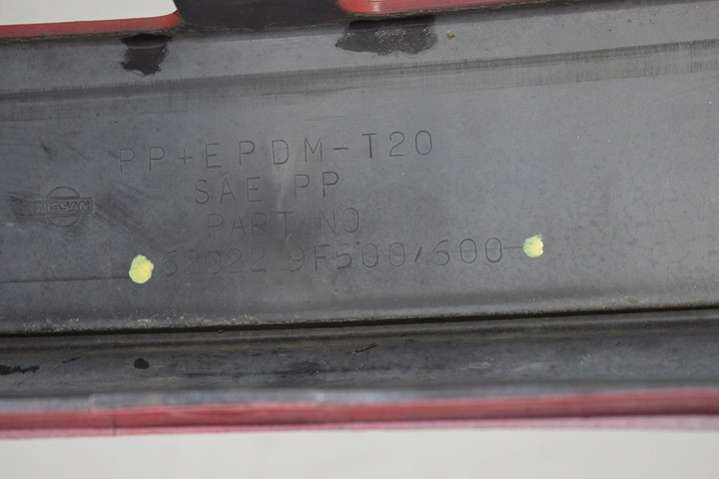 PP+EPDM-T20
SAE PP
NISSAN
PART NO
9F500/600